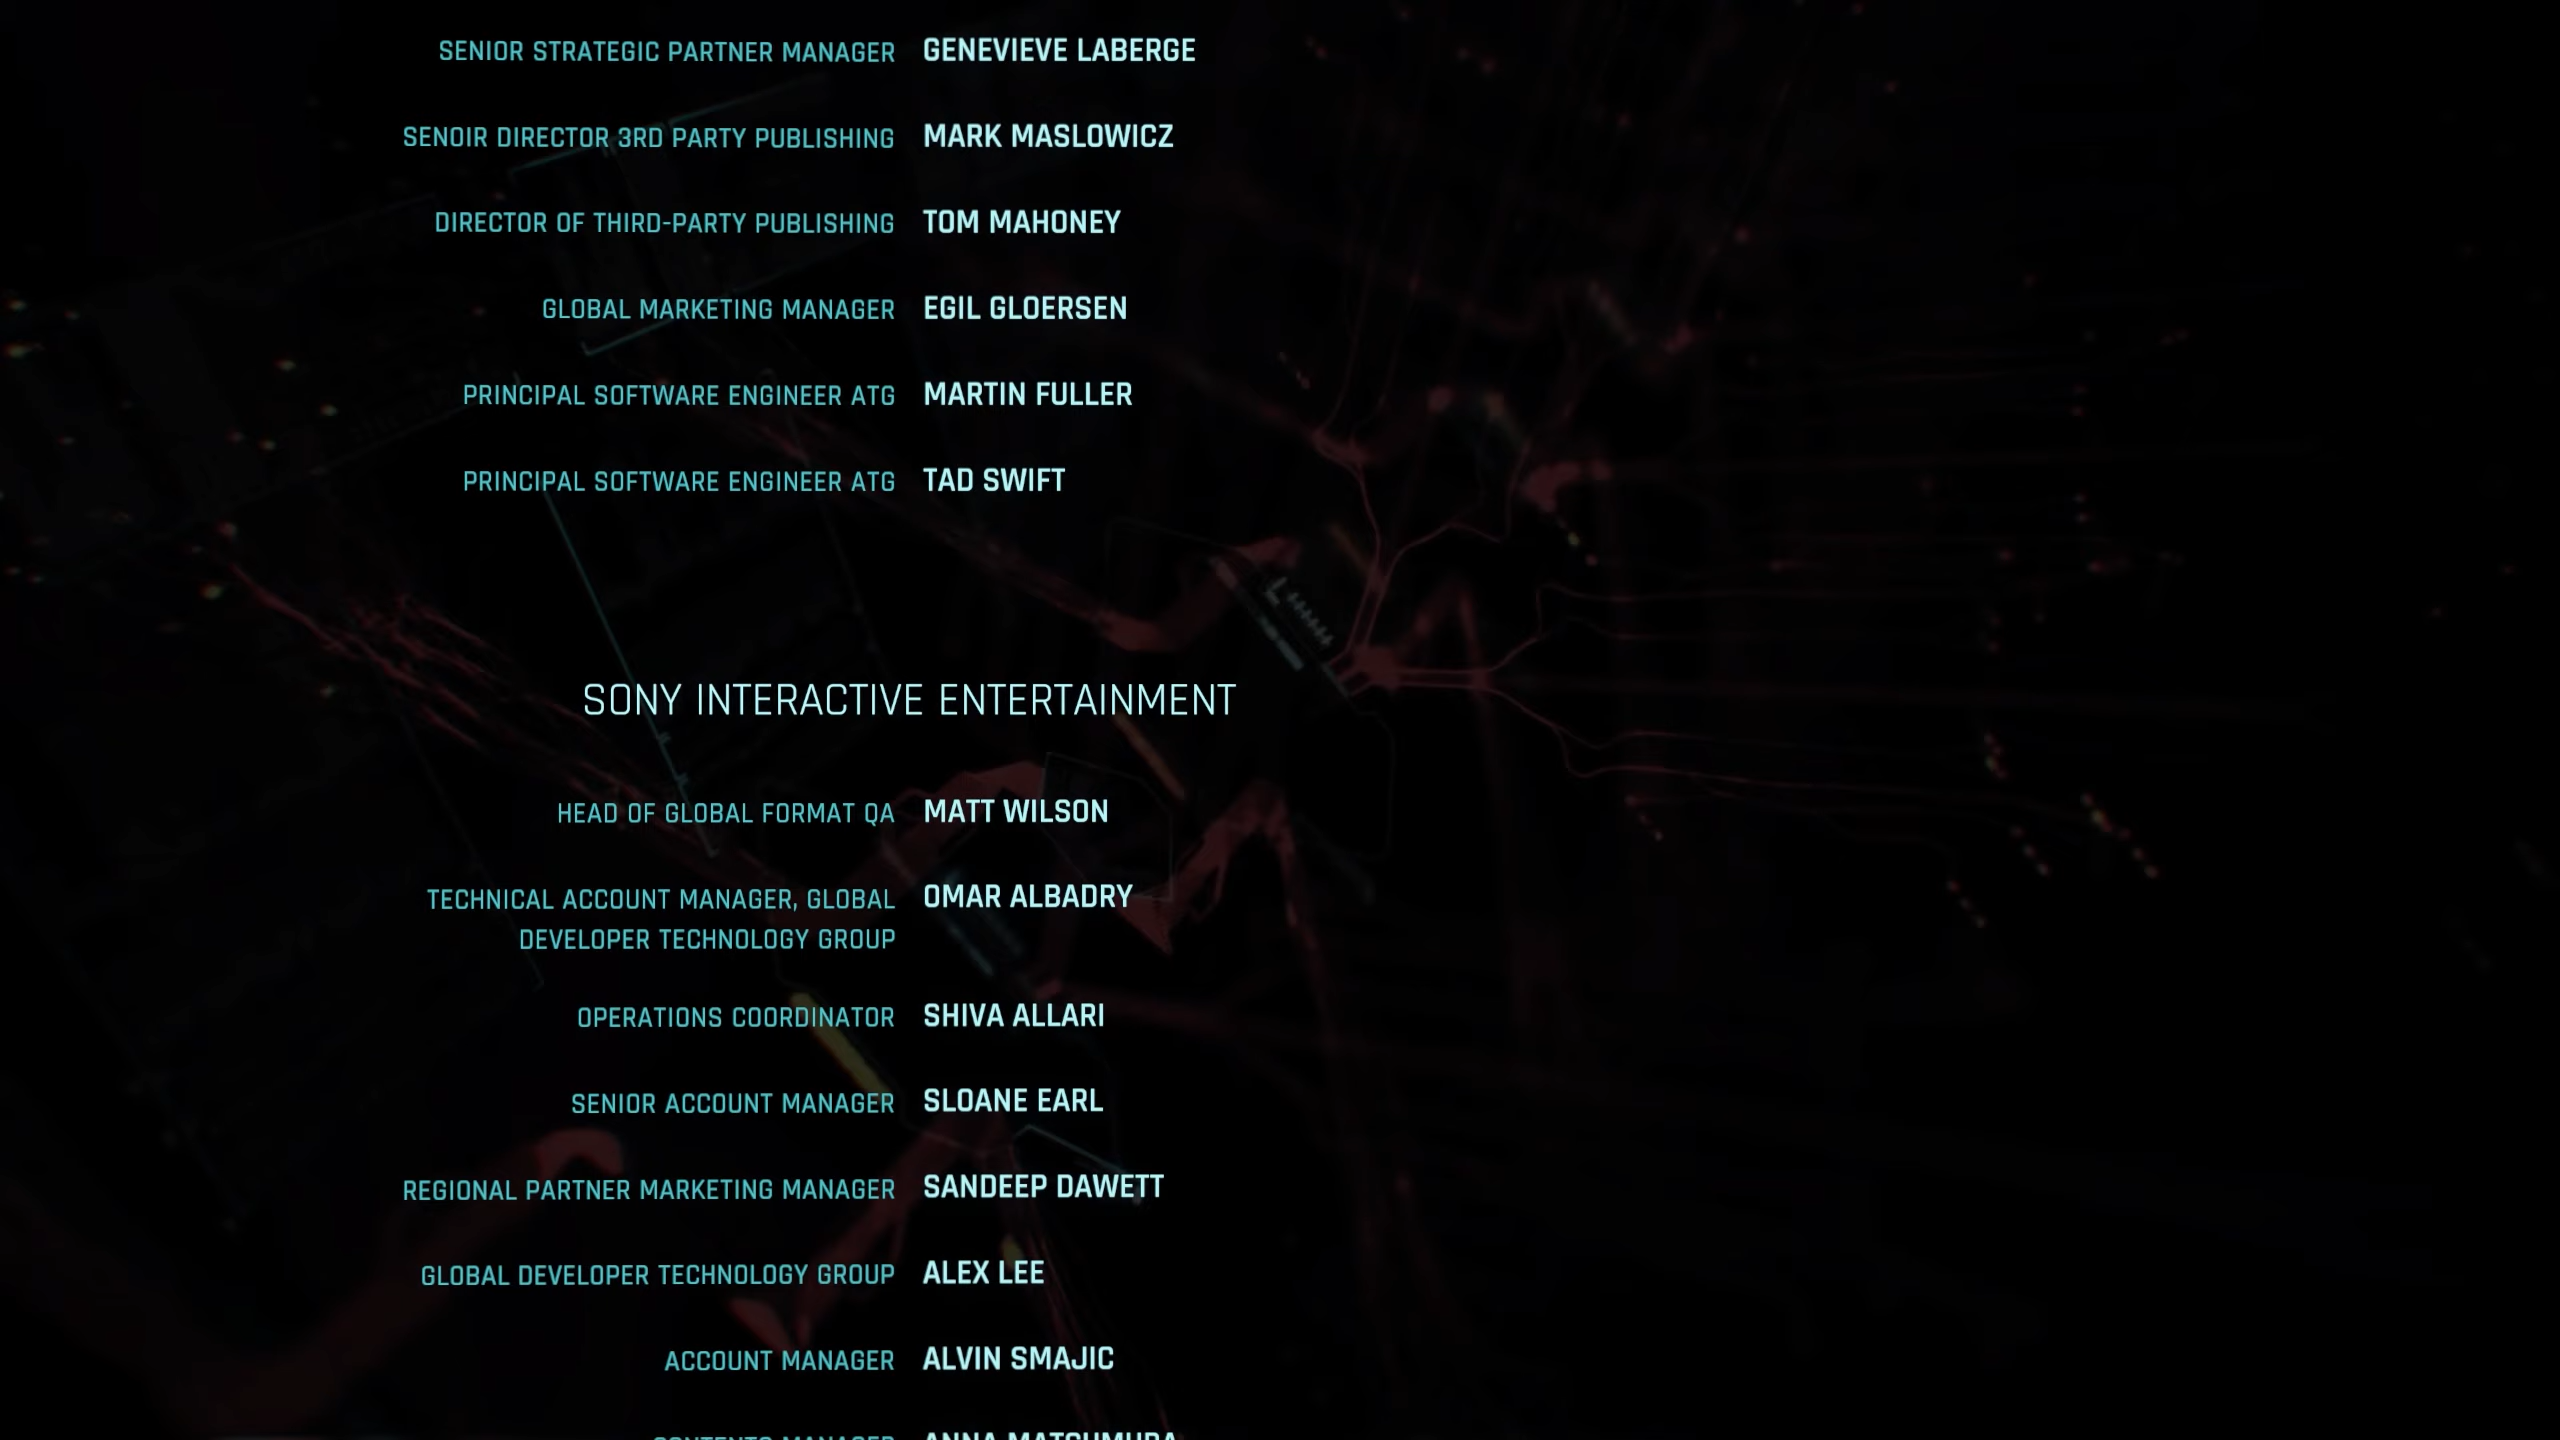 SENIOR STRATEGIC PARTNER MANAGER GENEVIEVE LABERGE
SENOIR DIRECTOR 3RD PARTY PUBLISHING MARK MASLOWICZ
DIRECTOR OF THIRD-PARTY PUBLISHING TOM MAHONEY
GLOBAL MARKETING MANAGER EGIL GLOERSEN
PRINCIPAL SOFTWARE ENGINEER ATG MARTIN FULLER
PRINCIPAL SOFTWARE ENGINEER ATG TAD SWIFT
SONY INTERACTIVE ENTERTAINMENT
HEAD OF GLOBAL FORMAT QA MATT WILSON
TECHNICAL ACCOUNT MANAGER, GLOBAL OMAR ALBADRY
DEVELOPER TECHNOLOGY GROUP
OPERATIONS COORDINATOR SHIVA ALLARI
SENIOR ACCOUNT MANAGER SLOANE EARL
REGIONAL PARTNER MARKETING MANAGER SANDEEP DAWETT
GLOBAL DEVELOPER TECHNOLOGY GROUP ALEX LEE
ACCOUNT MANAGER ALVIN SMAJIC
CONTENTS MANAGER ANNA MATSUMURA